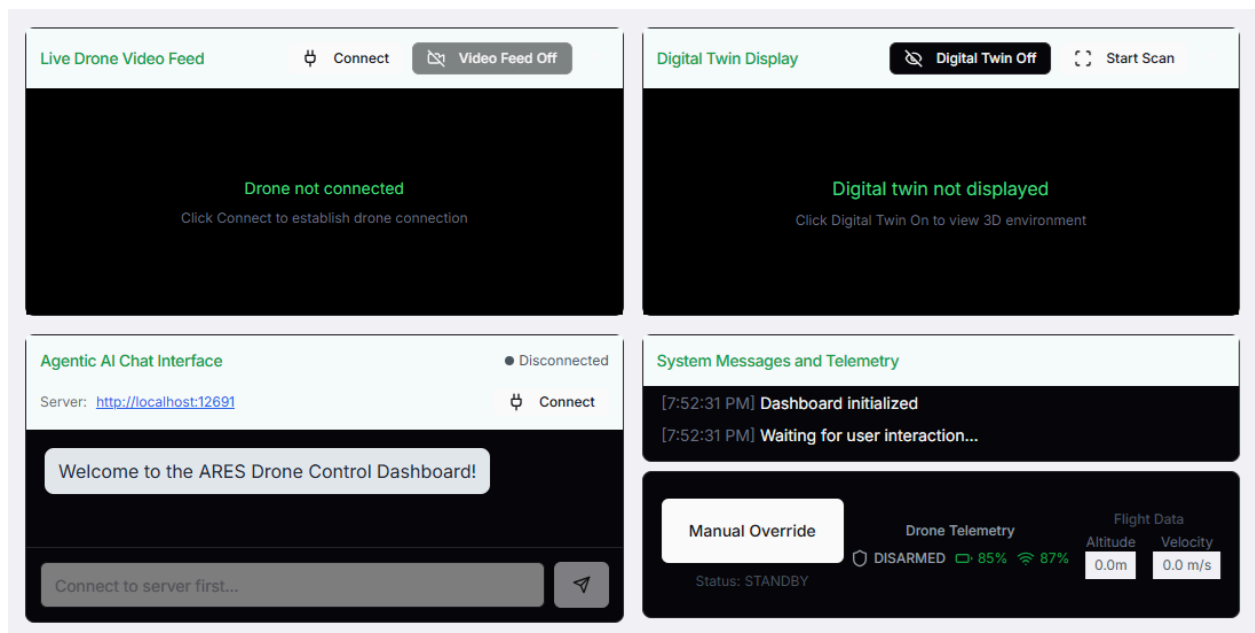 Live Drone Video Feed
Connect
Video Feed Off
Drone not connected
Click Connect to establish drone connection
Digital Twin Display
Digital Twin Off
Start Scan
Digital twin not displayed
Click Digital Twin On to view 3D environment
Agentic AI Chat Interface
Disconnected
Server: http://localhost:12691
Connect
Welcome to the ARES Drone Control Dashboard!
Connect to server first...
System Messages and Telemetry
[7:52:31 PM] Dashboard initialized
[7:52:31 PM] Waiting for user interaction...
Manual Override
Status: STANDBY
Drone Telemetry
DISARMED 85% 87%
Flight Data
Altitude Velocity
0.0m 0.0 m/s